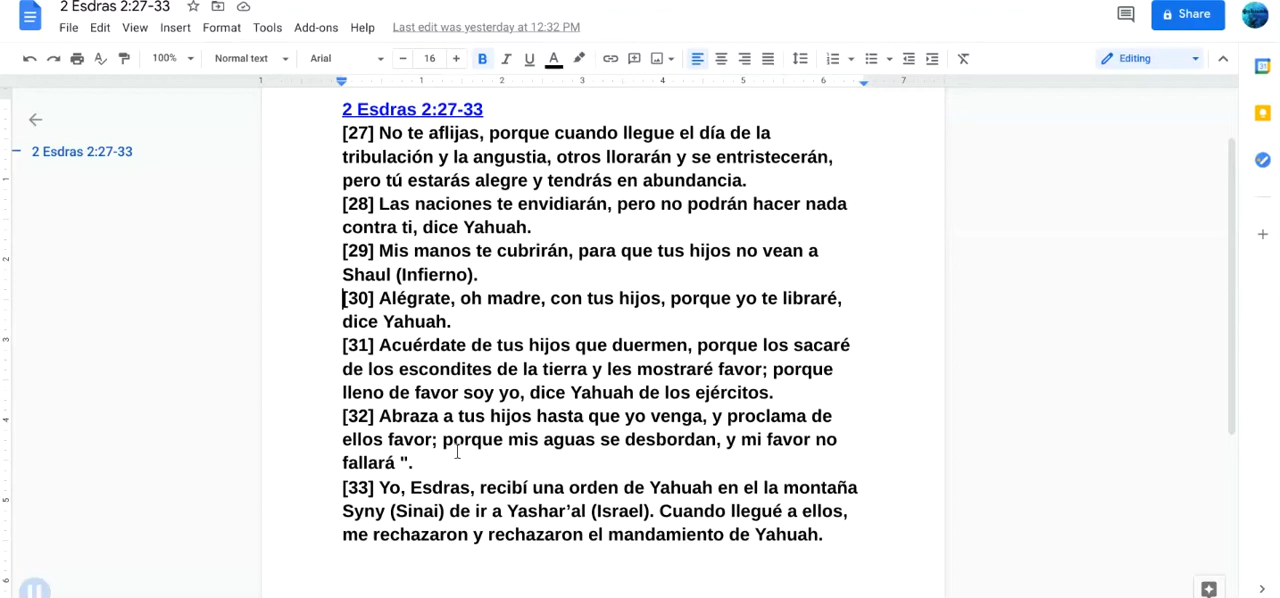 2 Esdras 2:27-33
File Edit View Insert Format Tools Add-ons Help Last edit was yesterday at 12:32 PM
Share
100% Normal text Arial − 16 + B I U A Editing
1 1 2 3 4 5 6 7
2 Esdras 2:27-33
2 Esdras 2:27-33
[27] No te aflijas, porque cuando llegue el día de la
tribulación y la angustia, otros llorarán y se entristecerán,
pero tú estarás alegre y tendrás en abundancia.
[28] Las naciones te envidiarán, pero no podrán hacer nada
contra ti, dice Yahuah.
[29] Mis manos te cubrirán, para que tus hijos no vean a
Shaul (Infierno).
[30] Alégrate, oh madre, con tus hijos, porque yo te libraré,
dice Yahuah.
[31] Acuérdate de tus hijos que duermen, porque los sacaré
de los escondites de la tierra y les mostraré favor; porque
lleno de favor soy yo, dice Yahuah de los ejércitos.
[32] Abraza a tus hijos hasta que yo venga, y proclama de
ellos favor; porque mis aguas se desbordan, y mi favor no
fallará ".
[33] Yo, Esdras, recibí una orden de Yahuah en el la montaña
Syny (Sinai) de ir a Yashar’al (Israel). Cuando llegué a ellos,
me rechazaron y rechazaron el mandamiento de Yahuah.